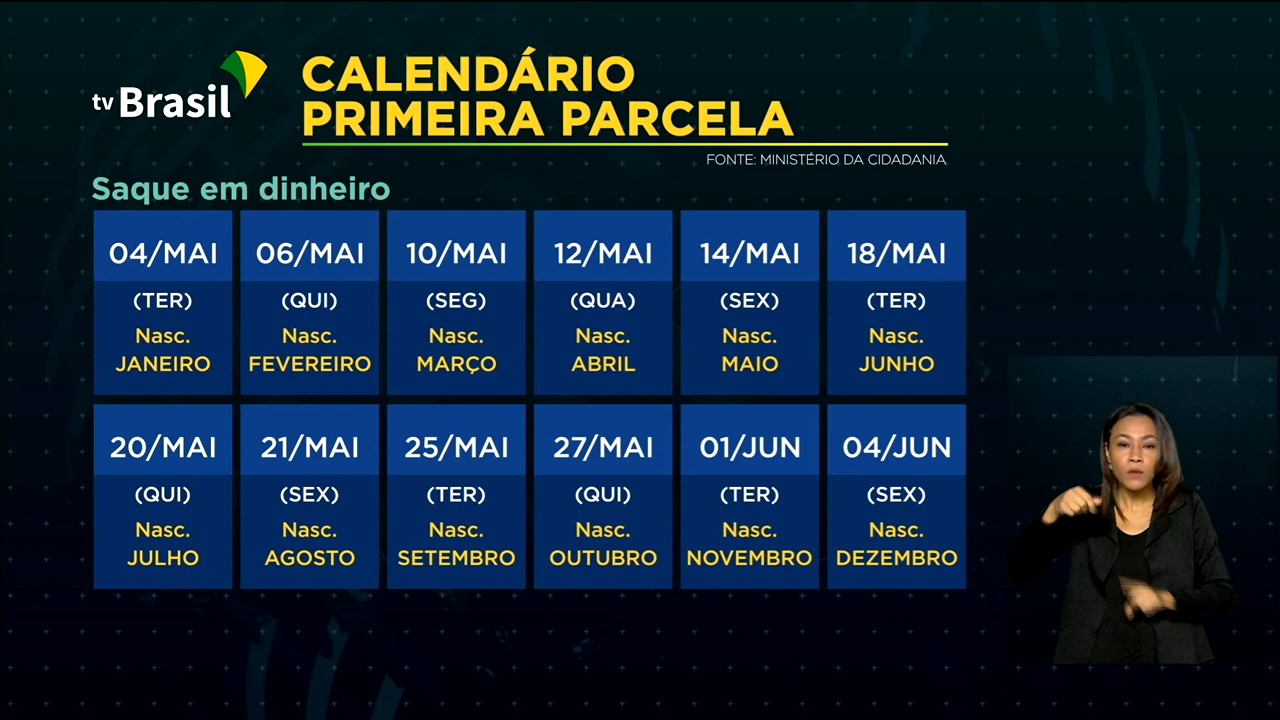 tv Brasil
CALENDÁRIO
PRIMEIRA PARCELA
FONTE: MINISTÉRIO DA CIDADANIA
Saque em dinheiro
04/MAI
(TER)
Nasc.
JANEIRO
06/MAI
(QUI)
Nasc.
FEVEREIRO
10/MAI
(SEG)
Nasc.
MARÇO
12/MAI
(QUA)
Nasc.
ABRIL
14/MAI
(SEX)
Nasc.
MAIO
18/MAI
(TER)
Nasc.
JUNHO
20/MAI
(QUI)
Nasc.
JULHO
21/MAI
(SEX)
Nasc.
AGOSTO
25/MAI
(TER)
Nasc.
SETEMBRO
27/MAI
(QUI)
Nasc.
OUTUBRO
01/JUN
(TER)
Nasc.
NOVEMBRO
04/JUN
(SEX)
Nasc.
DEZEMBRO